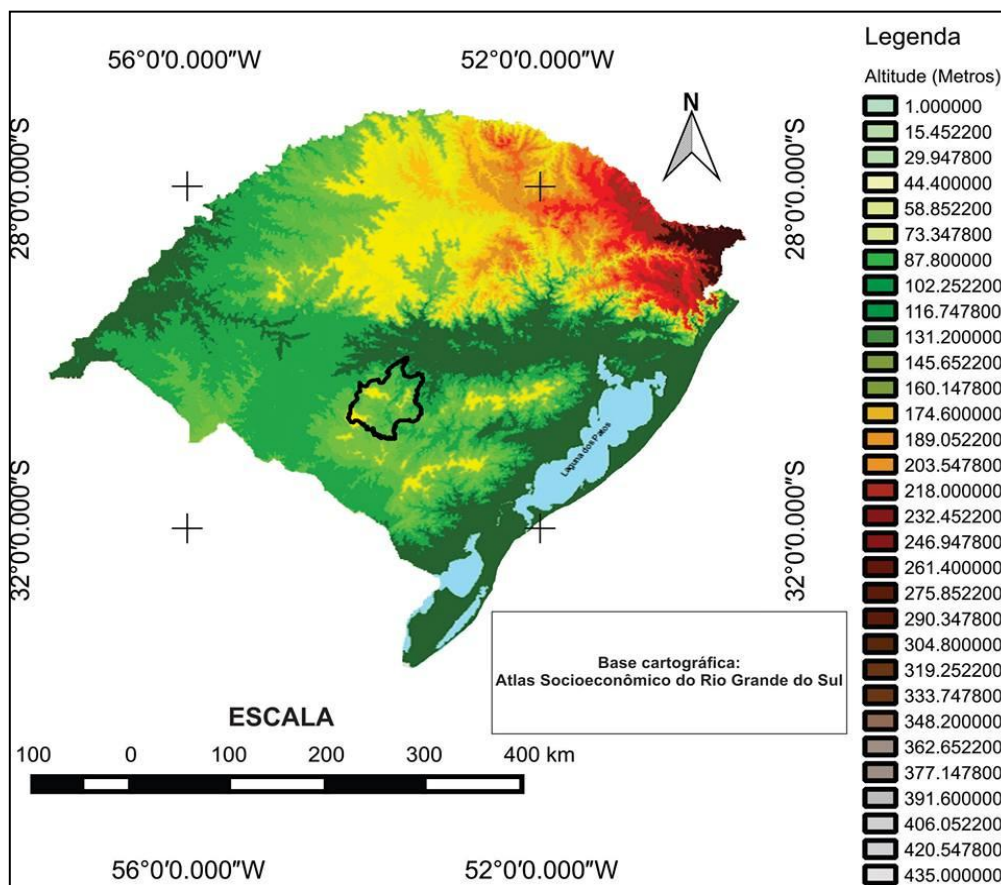 56°0'0.000"W
52°0'0.000"W
N
28°0'0.000"S
28°0'0.000"S
Laguna dos Patos
32°0'0.000"S
32°0'0.000"S
Base cartográfica:
Atlas Socioeconômico do Rio Grande do Sul
ESCALA
100 0 100 200 300 400 km
56°0'0.000"W
52°0'0.000"W
Legenda
Altitude (Metros)
1.000000
15.452200
29.947800
44.400000
58.852200
73.347800
87.800000
102.252200
116.747800
131.200000
145.652200
160.147800
174.600000
189.052200
203.547800
218.000000
232.452200
246.947800
261.400000
275.852200
290.347800
304.800000
319.252200
333.747800
348.200000
362.652200
377.147800
391.600000
406.052200
420.547800
435.000000